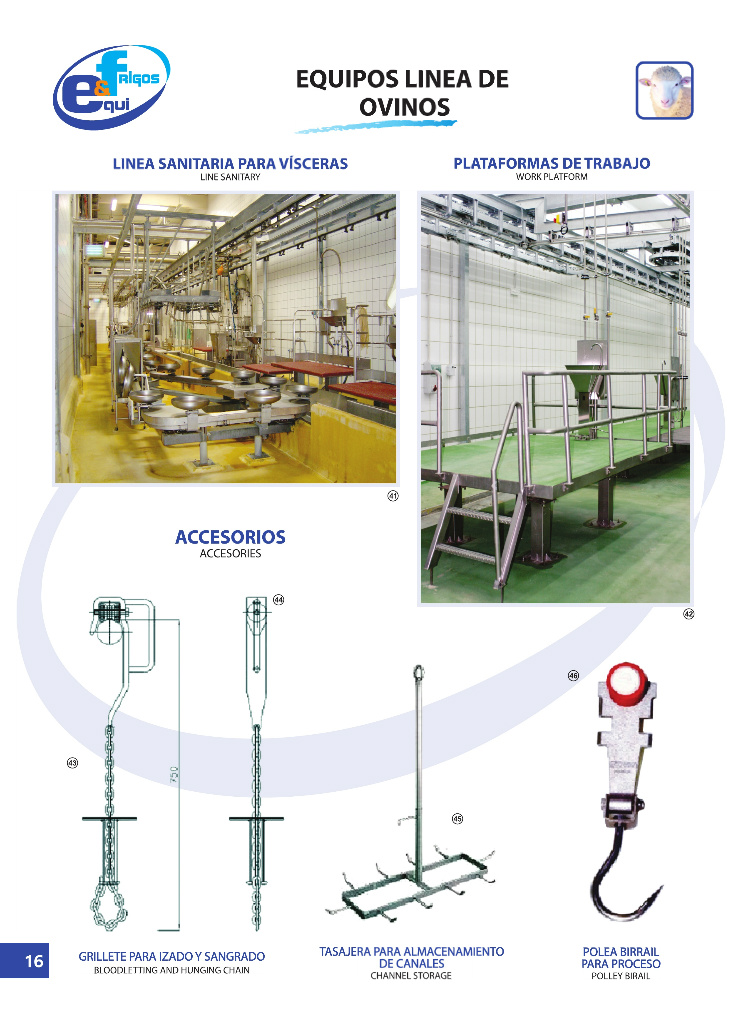 FRIGOS
e&f
Equi
EQUIPOS LINEA DE
OVINOS
LINEA SANITARIA PARA VÍSCERAS
LINE SANITARY
PLATAFORMAS DE TRABAJO
WORK PLATFORM
41
42
ACCESORIOS
ACCESORIES
44
43
750
45
46
GRILLETE PARA IZADO Y SANGRADO
BLOODLETTING AND HUNGING CHAIN
TASAJERA PARA ALMACENAMIENTO
DE CANALES
CHANNEL STORAGE
POLEA BIRRAIL
PARA PROCESO
POLLEY BIRAIL
16